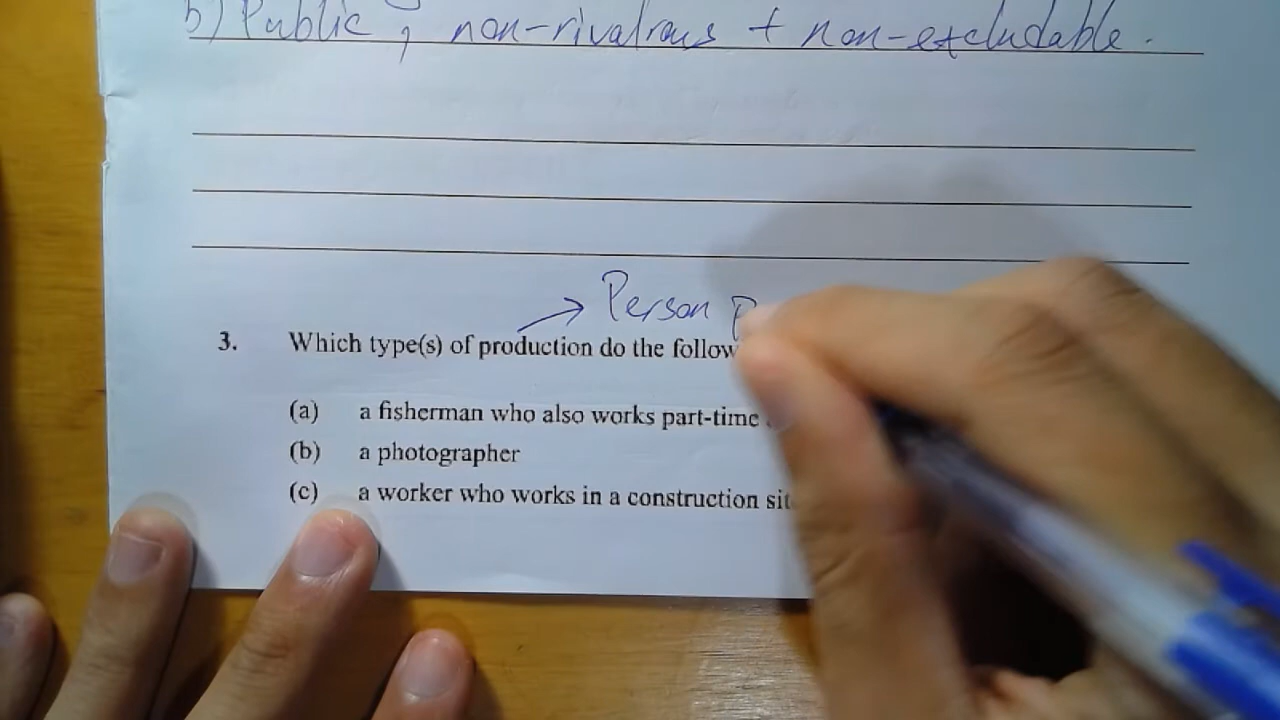 b) Public , non-rivalrous + non-excludable.
Person P
3. Which type(s) of production do the follow
(a) a fisherman who also works part-time
(b) a photographer
(c) a worker who works in a construction sit